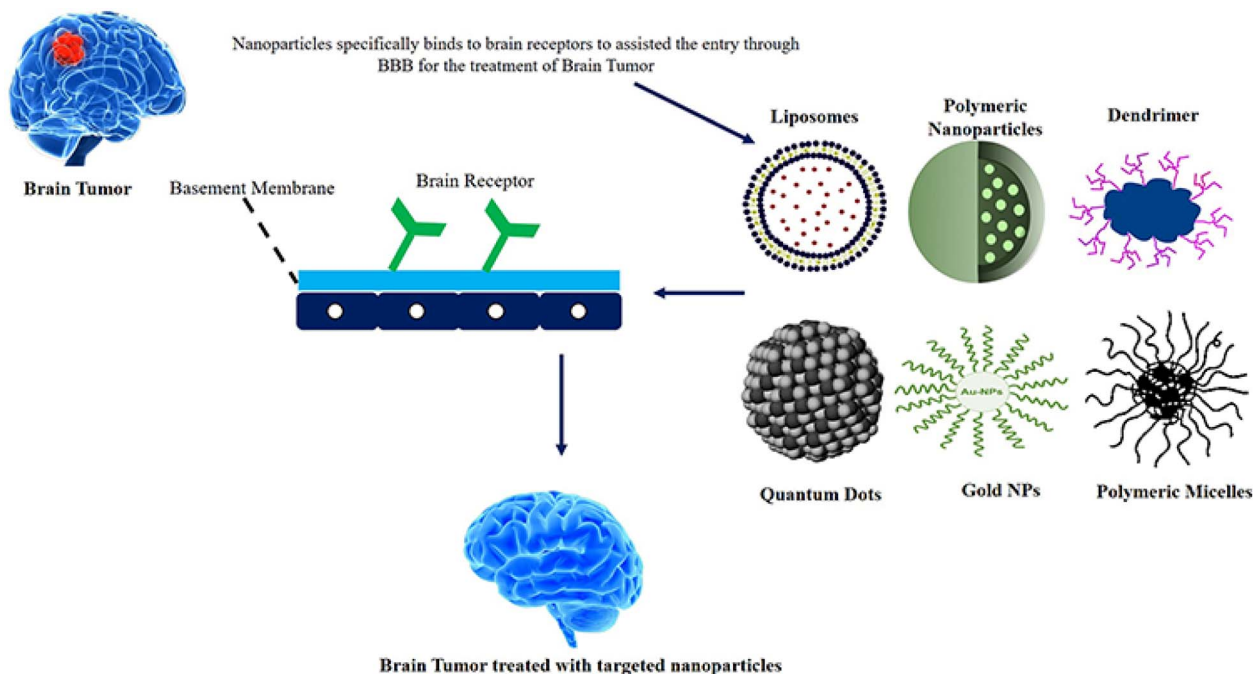 Nanoparticles specifically binds to brain receptors to assisted the entry through
BBB for the treatment of Brain Tumor
Brain Tumor
Basement Membrane
Brain Receptor
Liposomes
Polymeric
Nanoparticles
Dendrimer
Au-NPs
Quantum Dots
Gold NPs
Polymeric Micelles
Brain Tumor treated with targeted nanoparticles